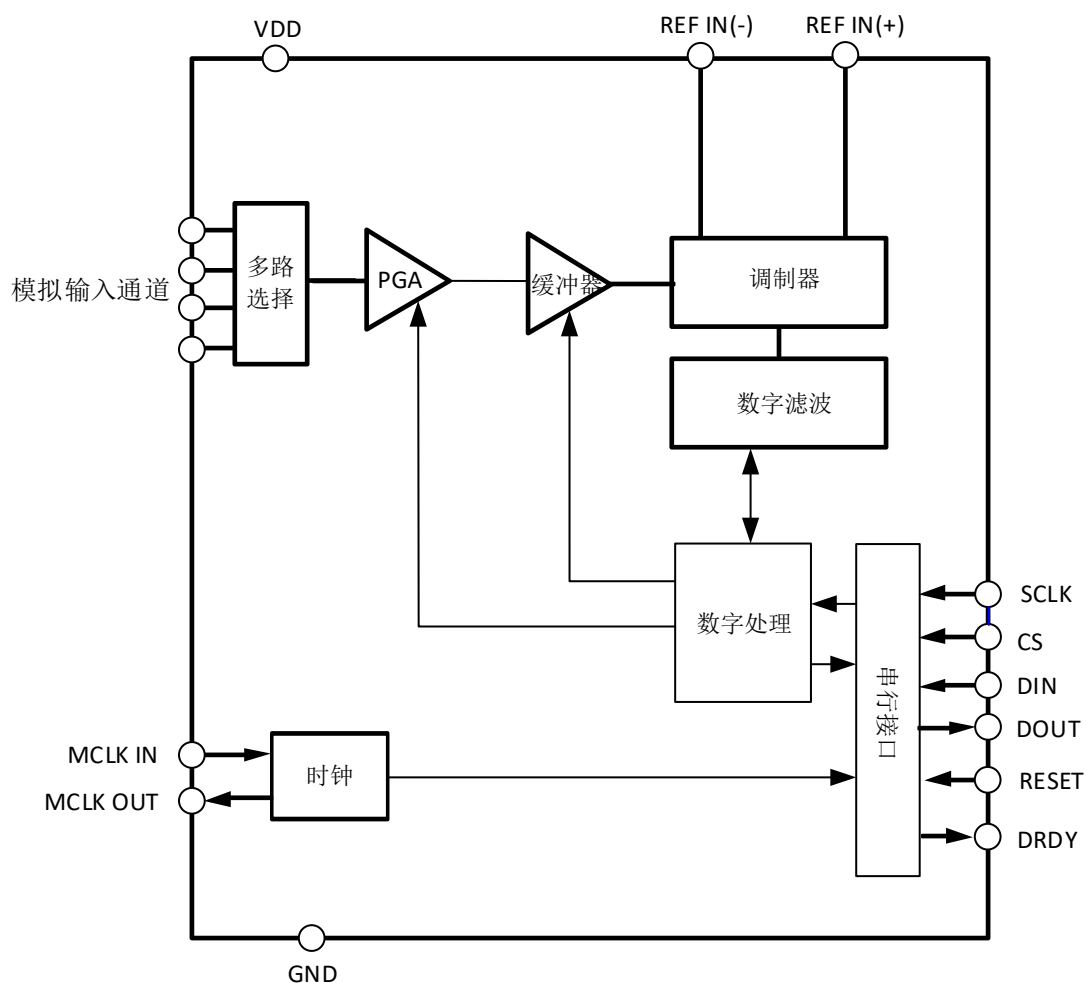 VDD
REF IN(-)
REF IN(+)
模拟输入通道
多路
选择
PGA
缓冲器
调制器
数字滤波
数字处理
串行接口
SCLK
CS
DIN
DOUT
RESET
DRDY
MCLK IN
MCLK OUT
时钟
GND